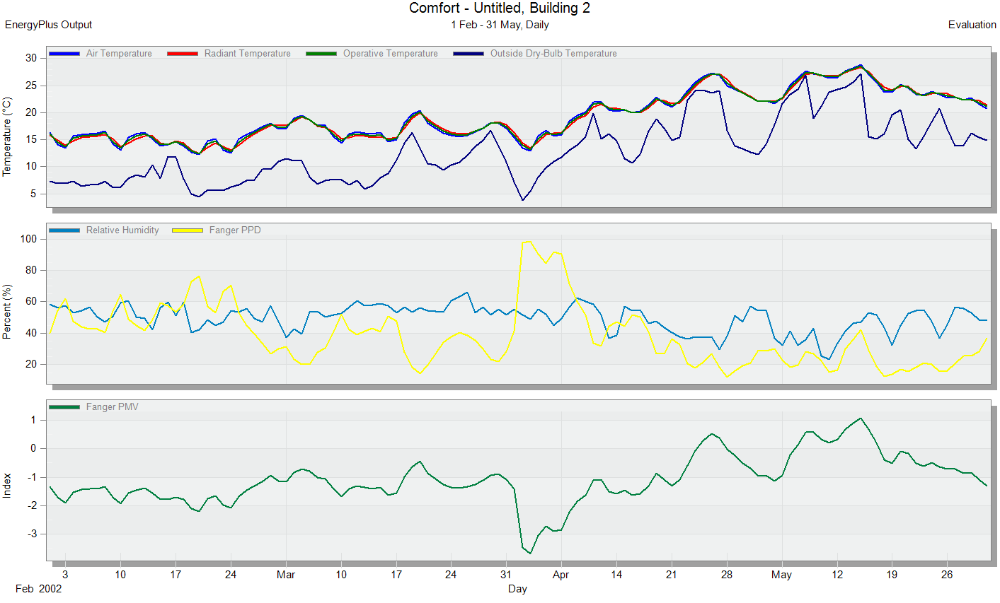 Comfort - Untitled, Building 2
EnergyPlus Output
1 Feb - 31 May, Daily
Evaluation
Air Temperature Radiant Temperature Operative Temperature Outside Dry-Bulb Temperature
30
25
20
15
10
5
Temperature (°C)
Relative Humidity Fanger PPD
100
80
60
40
20
Percent (%)
Fanger PMV
1
0
-1
-2
-3
Index
3 10 17 24 Mar 10 17 24 31 Apr 14 21 28 May 12 19 26
Feb 2002
Day